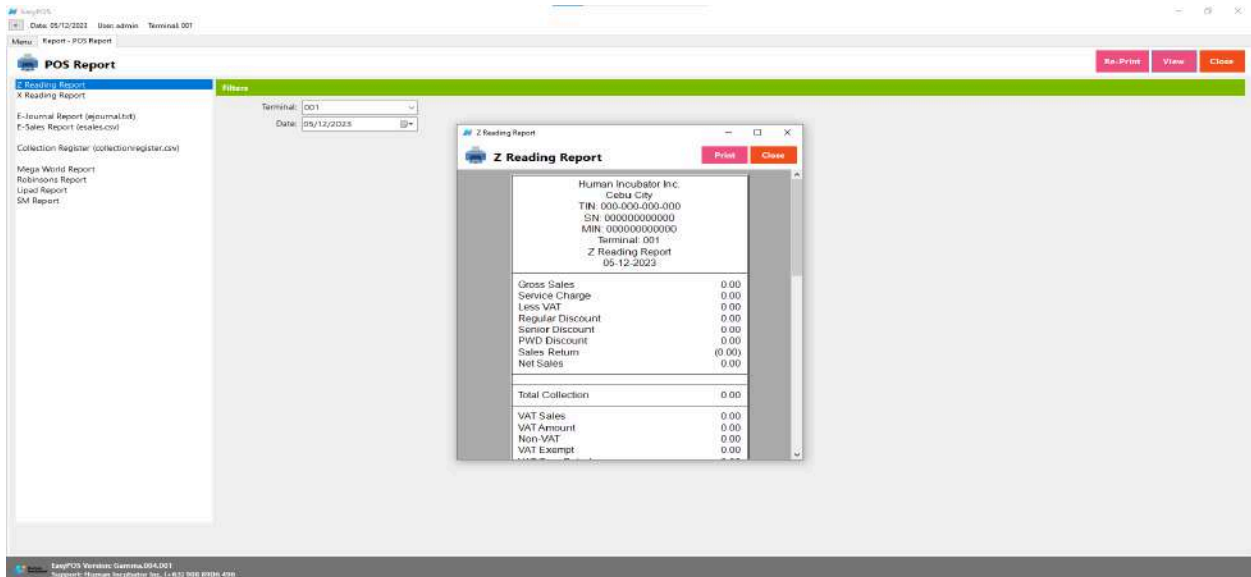 EasyPOS
Date: 05/12/2023 User: admin Terminal: 001
Menu Report - POS Report
POS Report
Re-Print View Close
Z Reading Report
X Reading Report
E-Journal Report (ejournal.txt)
E-Sales Report (esales.csv)
Collection Register (collectionregister.csv)
Mega World Report
Robinsons Report
Lipad Report
SM Report
Filters
Terminal: 001
Date: 05/12/2023
Z Reading Report
Z Reading Report
Print Close
Human Incubator Inc.
Cebu City
TIN: 000-000-000-000
SN: 000000000000
MIN: 000000000000
Terminal: 001
Z Reading Report
05-12-2023
Gross Sales 0.00
Service Charge 0.00
Less VAT 0.00
Regular Discount 0.00
Senior Discount 0.00
PWD Discount 0.00
Sales Return (0.00)
Net Sales 0.00
Total Collection 0.00
VAT Sales 0.00
VAT Amount 0.00
Non-VAT 0.00
VAT Exempt 0.00
EasyPOS Version: Gamma.004.001
Support: Human Incubator Inc. (+63)